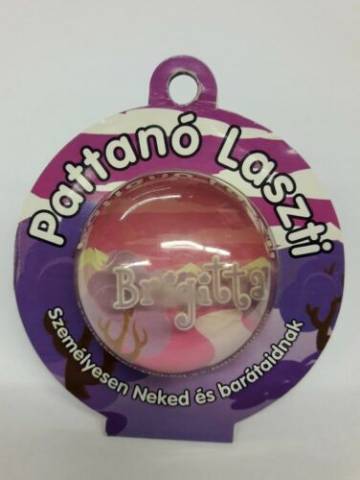 Pattanó Laszti
Brigitta
Személyesen Neked és barátaidnak